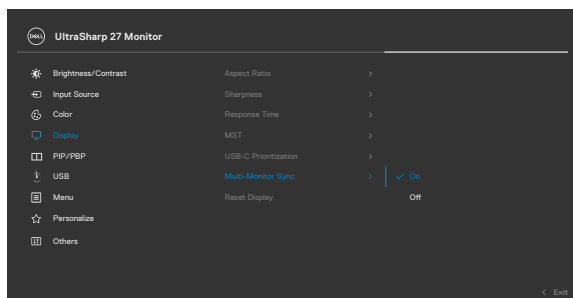 DELL UltraSharp 27 Monitor
Brightness/Contrast Aspect Ratio >
Input Source Sharpness >
Color Response Time >
Display MST >
PIP/PBP USB-C Prioritization >
USB Multi-Monitor Sync > ✓ On
Menu Reset Display Off
Personalize
Others
< Exit